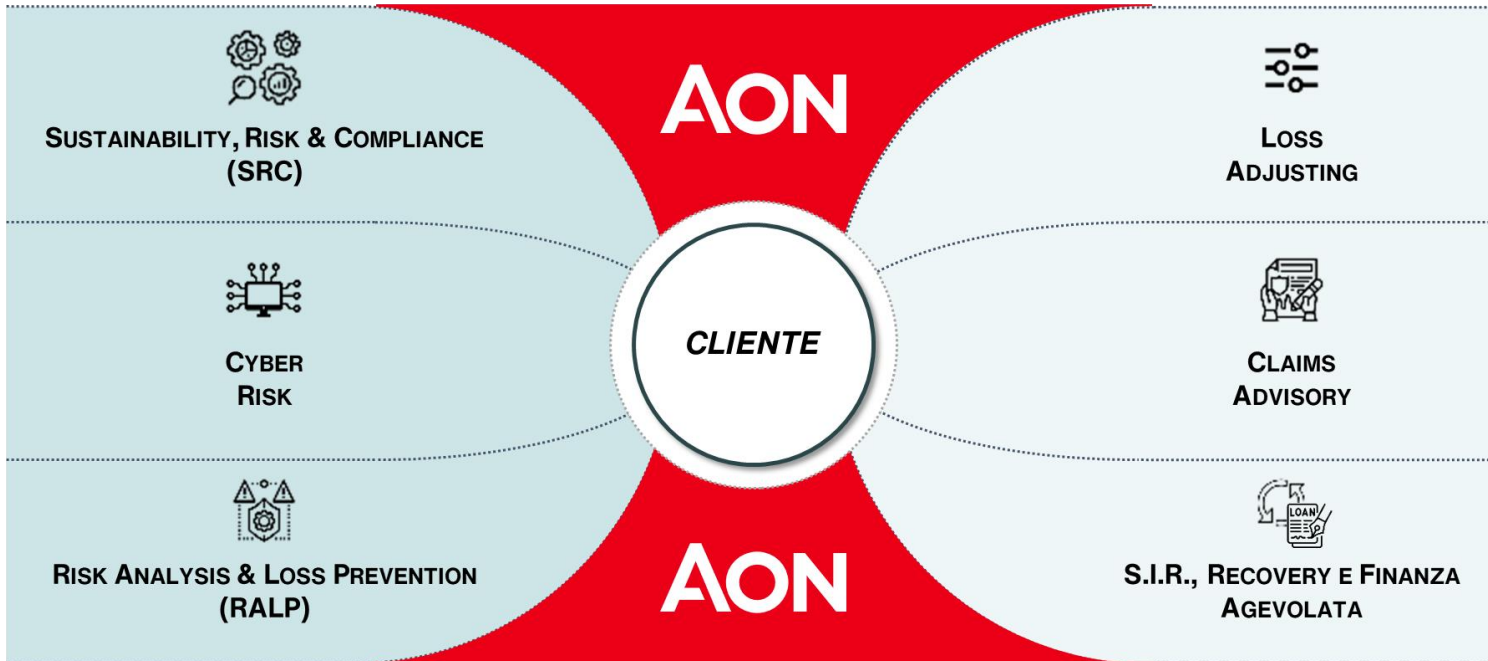 AON
SUSTAINABILITY, RISK & COMPLIANCE
(SRC)
CYBER
RISK
RISK ANALYSIS & LOSS PREVENTION
(RALP)
CLIENTE
LOSS
ADJUSTING
CLAIMS
ADVISORY
LOAN
S.I.R., RECOVERY E FINANZA
AGEVOLATA
AON